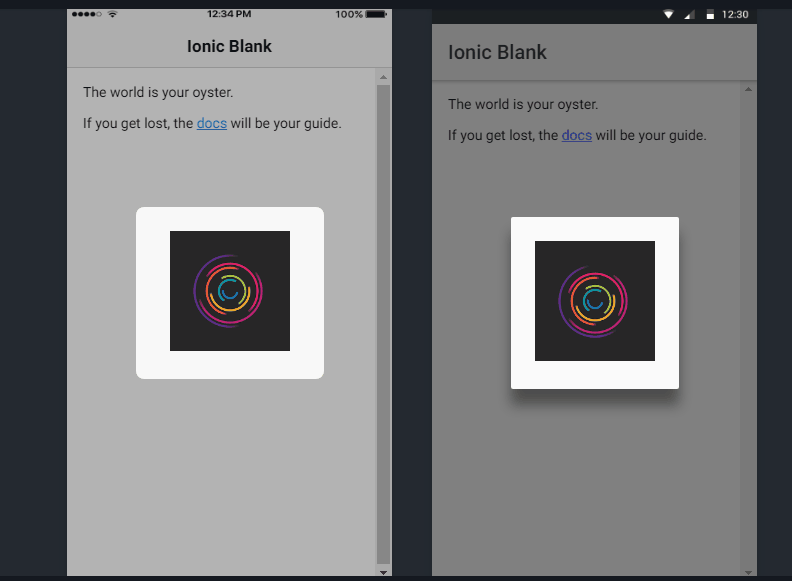 12:34 PM
100%
Ionic Blank
The world is your oyster.
If you get lost, the docs will be your guide.
12:30
Ionic Blank
The world is your oyster.
If you get lost, the docs will be your guide.